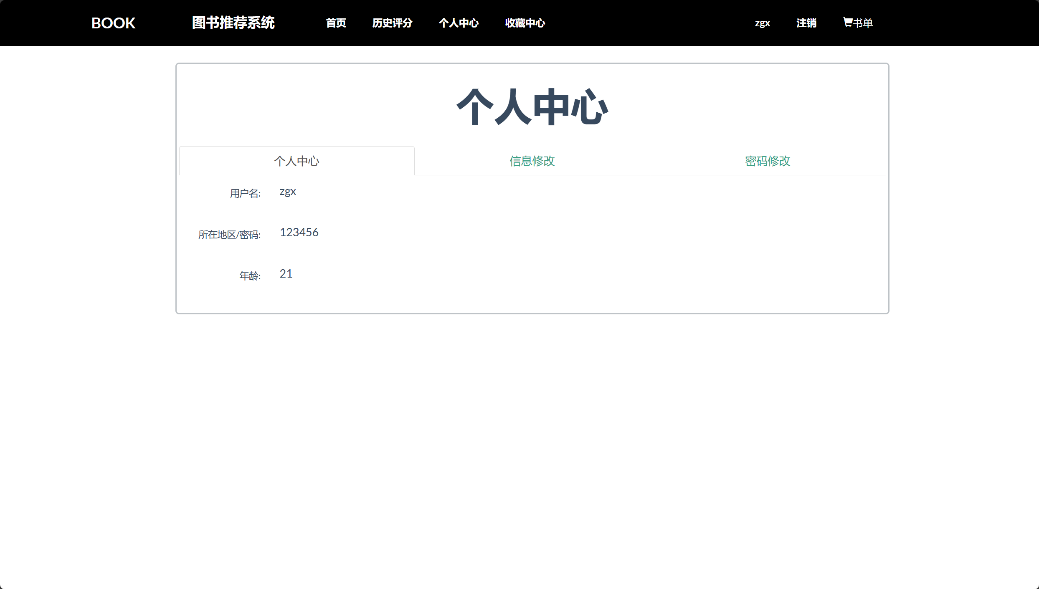 BOOK 图书推荐系统 首页 历史评分 个人中心 收藏中心 zgx 注销 书单
个人中心
个人中心 信息修改 密码修改
用户名: zgx
所在地区/密码: 123456
年龄: 21